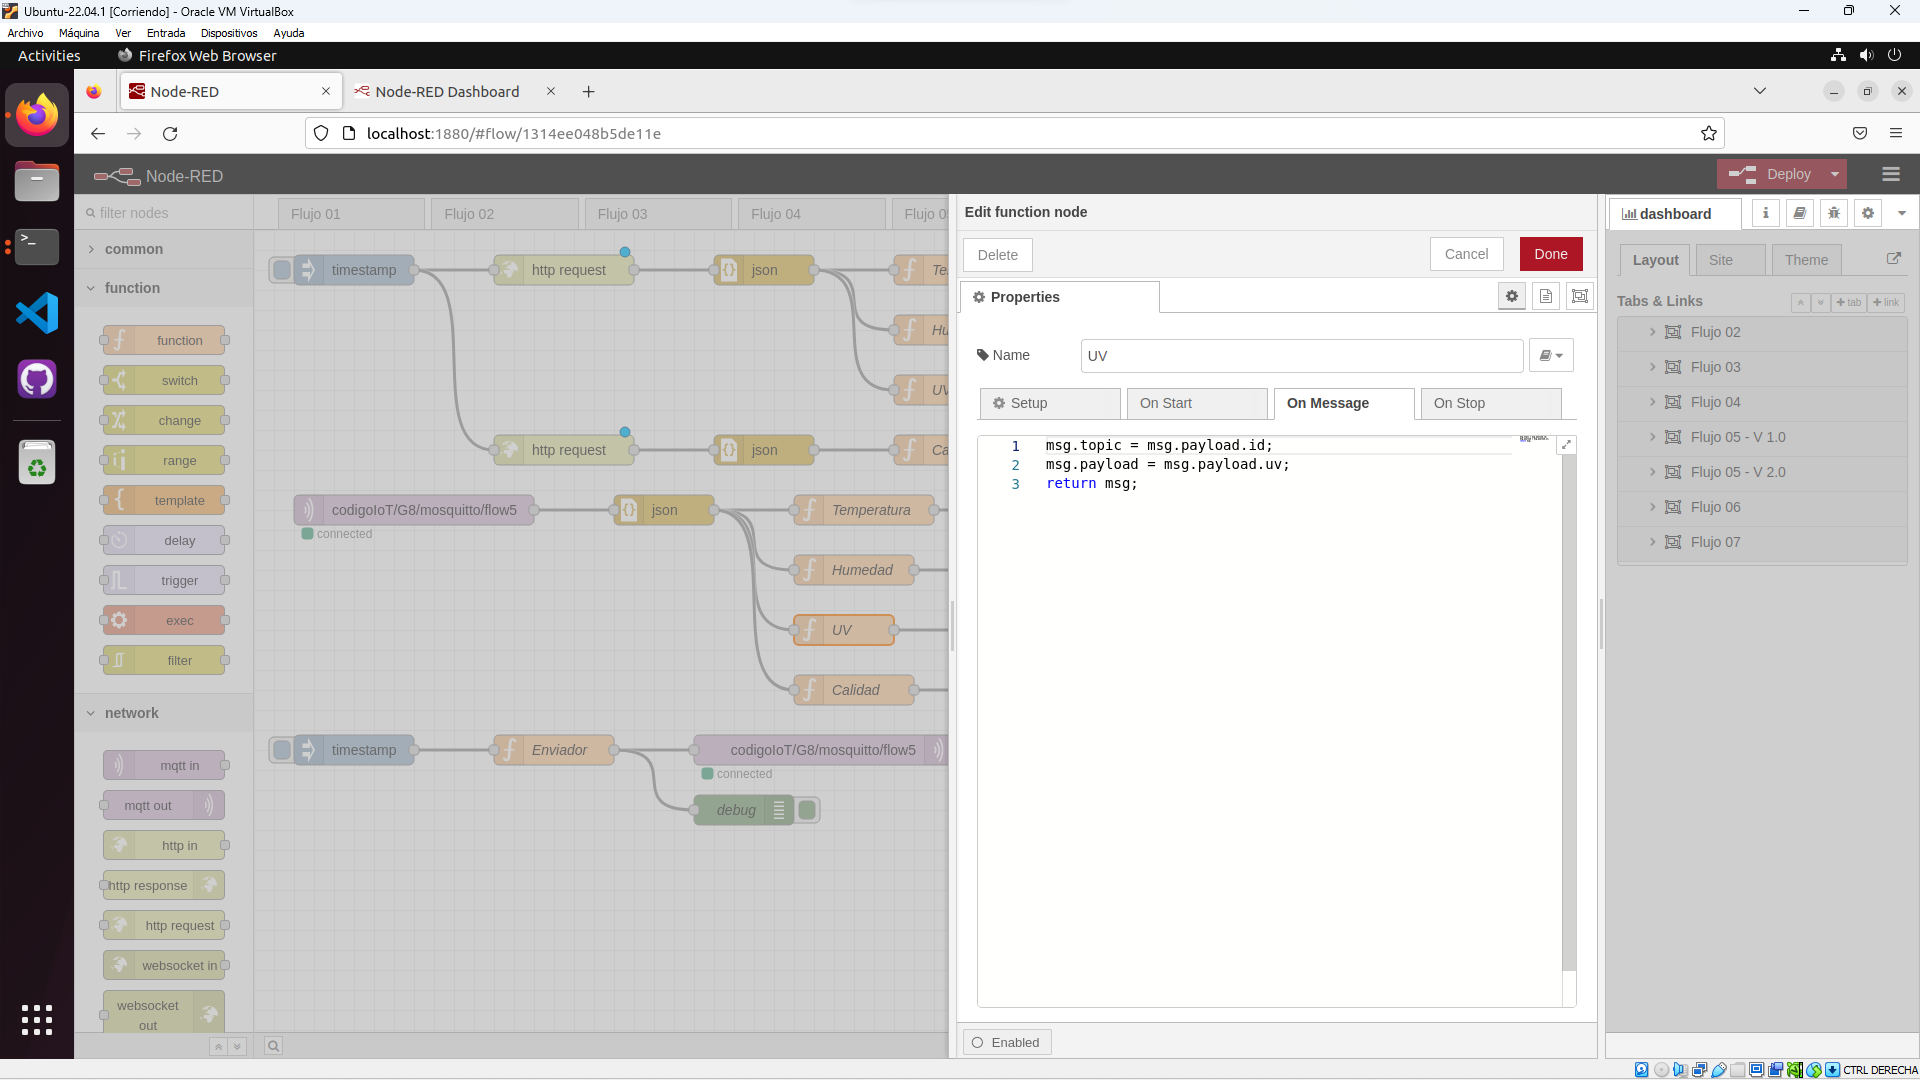 Ubuntu-22.04.1 [Corriendo] - Oracle VM VirtualBox
Archivo Máquina Ver Entrada Dispositivos Ayuda
Activities Firefox Web Browser
Node-RED Node-RED Dashboard
localhost:1880/#flow/1314ee048b5de11e
Node-RED Deploy
filter nodes
common
function
function
switch
change
range
template
delay
trigger
exec
filter
network
mqtt in
mqtt out
http in
http response
http request
websocket in
websocket
out
Flujo 01 Flujo 02 Flujo 03 Flujo 04
timestamp http request json
http request json
codigoIoT/G8/mosquitto/flow5 json Temperatura
connected
Humedad
UV
Calidad
timestamp Enviador codigoIoT/G8/mosquitto/flow5
connected
debug
Edit function node
Delete Cancel Done
Properties
Name UV
Setup On Start On Message On Stop
1 msg.topic = msg.payload.id;
2 msg.payload = msg.payload.uv;
3 return msg;
Enabled
dashboard
Layout Site Theme
Tabs & Links + tab + link
Flujo 02
Flujo 03
Flujo 04
Flujo 05 - V 1.0
Flujo 05 - V 2.0
Flujo 06
Flujo 07
CTRL DERECHA